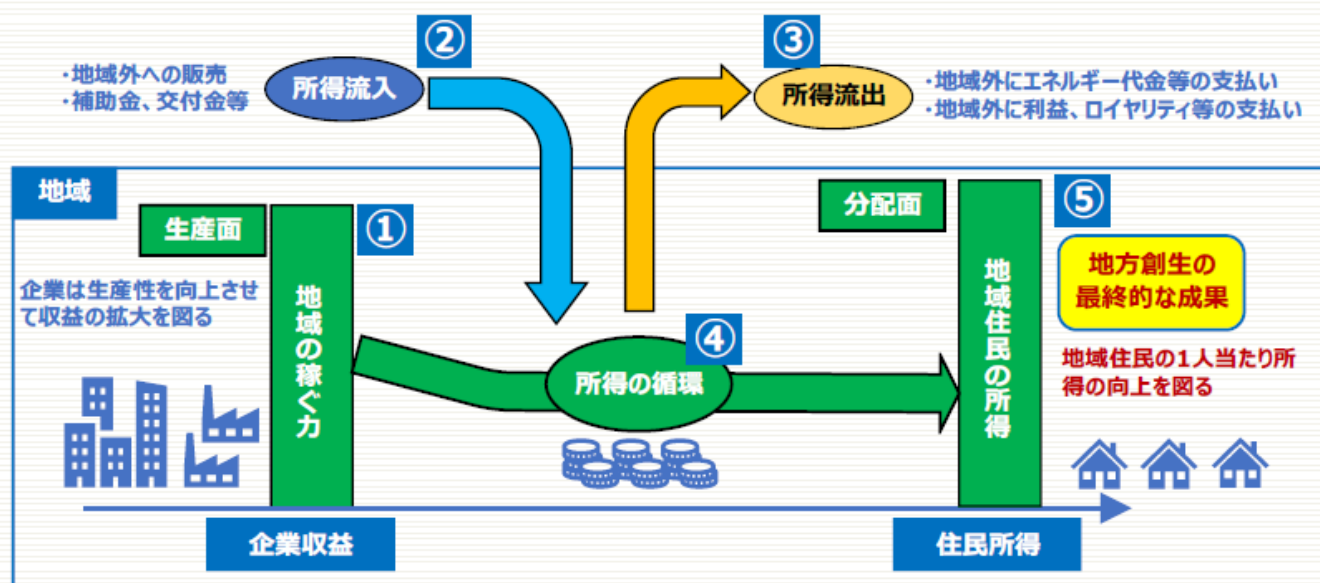 ②
③
・地域外への販売
・補助金、交付金等
所得流入
所得流出
・地域外にエネルギー代金等の支払い
・地域外に利益、ロイヤリティ等の支払い
地域
生産面
①
分配面
⑤
企業は生産性を向上させ
て収益の拡大を図る
地域の稼ぐ力
④
所得の循環
地域住民の所得
地方創生の
最終的な成果
地域住民の1人当たり所
得の向上を図る
企業収益
住民所得